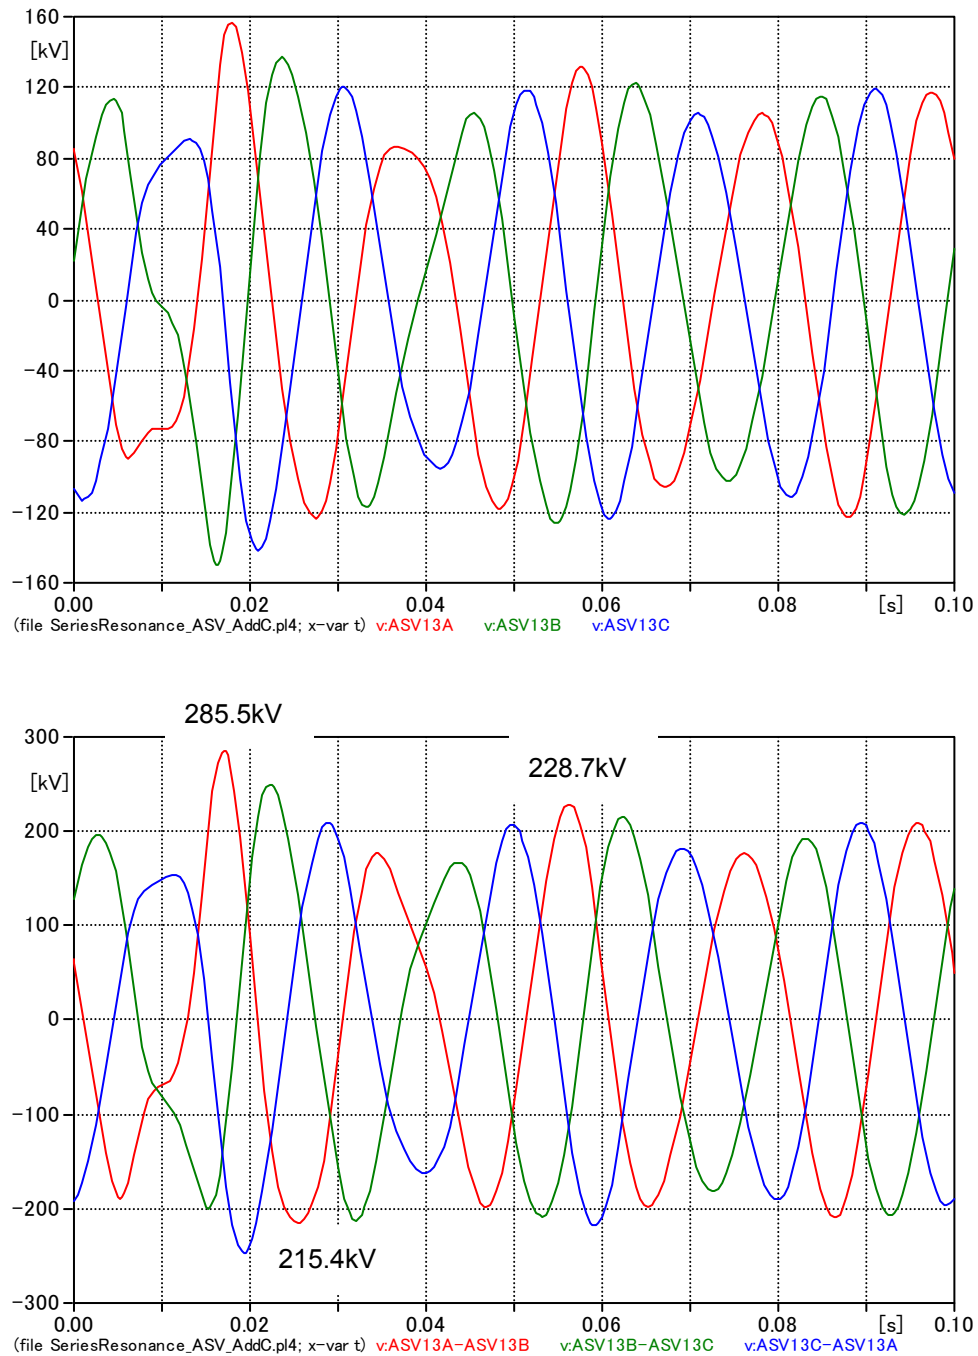 160
[kV]
120
80
40
0
-40
-80
-120
-160
0.00 0.02 0.04 0.06 0.08 [s] 0.10
(file SeriesResonance_ASV_AddC.pl4; x-var t) v:ASV13A v:ASV13B v:ASV13C
285.5kV
300
[kV]
228.7kV
200
100
0
-100
-200
215.4kV
-300
0.00 0.02 0.04 0.06 0.08 [s] 0.10
(file SeriesResonance_ASV_AddC.pl4; x-var t) v:ASV13A-ASV13B v:ASV13B-ASV13C v:ASV13C-ASV13A